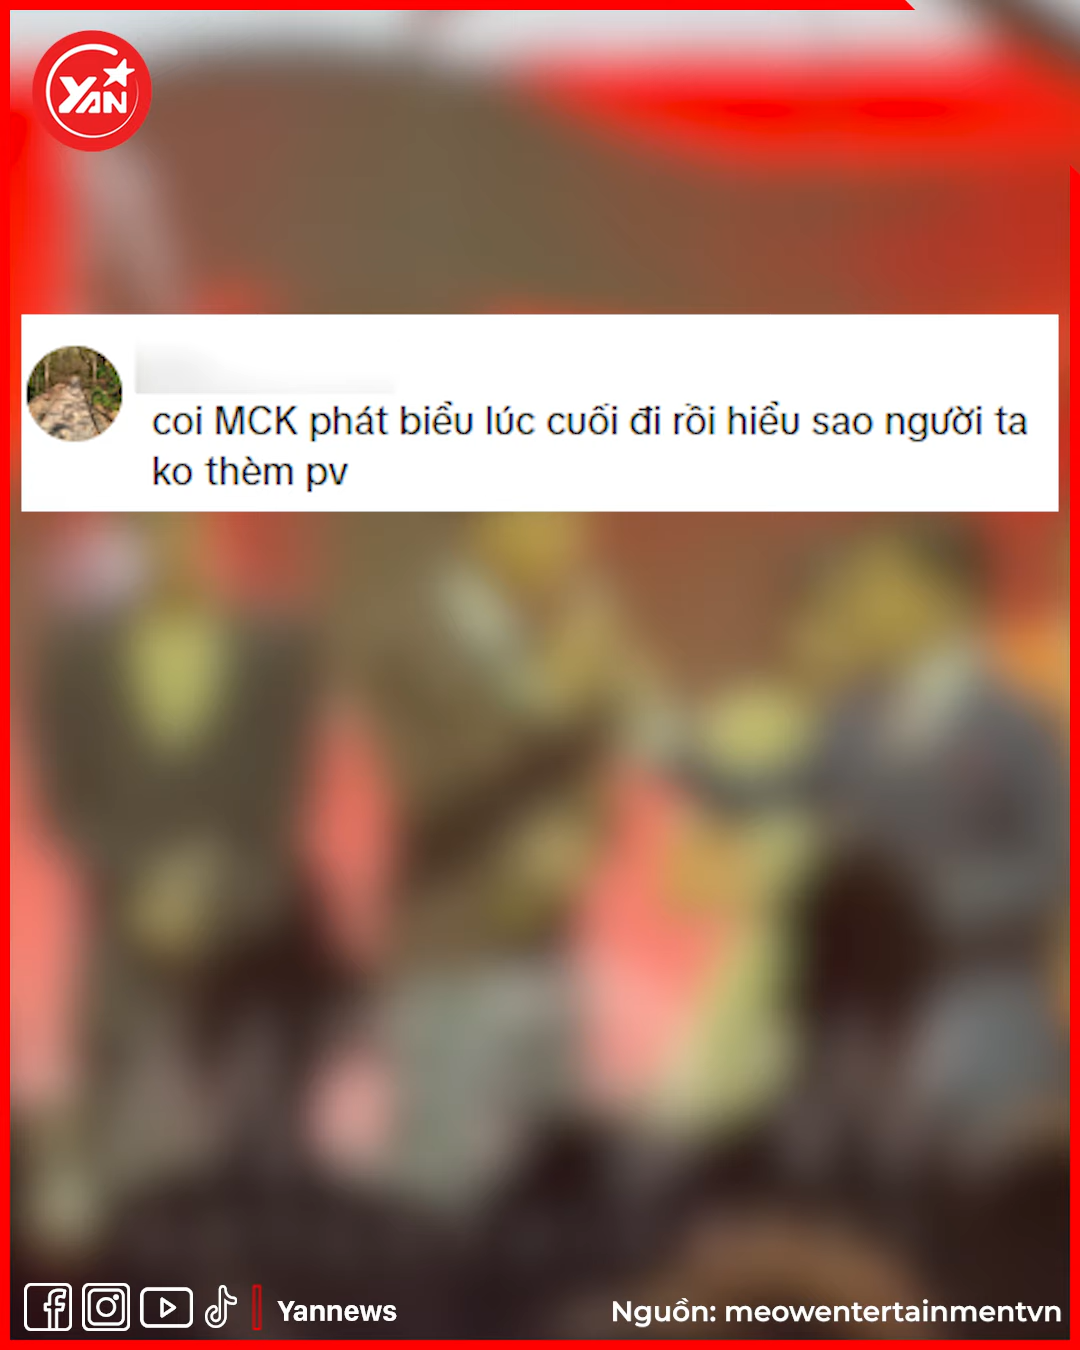 YAN
coi MCK phát biểu lúc cuối đi rồi hiểu sao người ta
ko thèm pv
Yannews
Nguồn: meowentertainmentvn